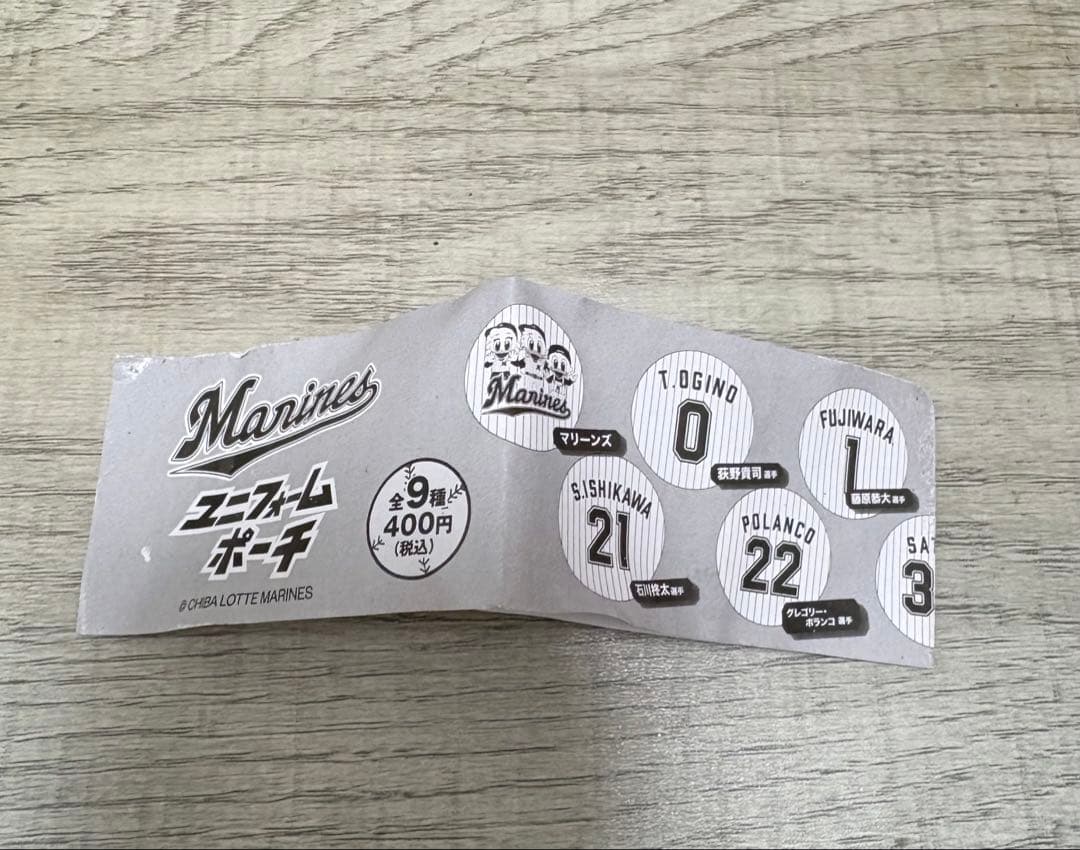 Marines
ユニフォーム
ポーチ
© CHIBA LOTTE MARINES
全9種
400円
(税込)
Marines
マリーンズ
T.OGINO
0
荻野貴司 選手
FUJIWARA
1
藤原恭大 選手
S.ISHIKAWA
21
石川柊太 選手
POLANCO
22
グレゴリー・
ポランコ 選手
SA
3